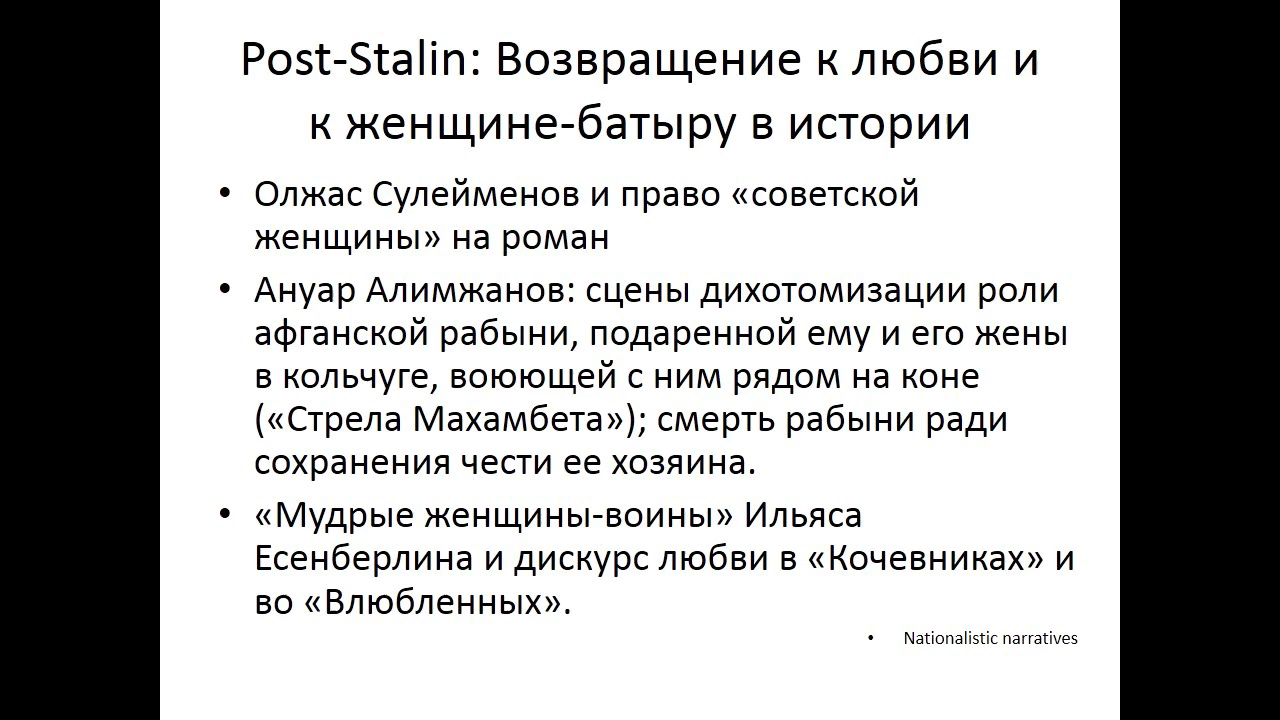 Post-Stalin: Возвращение к любви и
к женщине-батыру в истории
• Олжас Сулейменов и право «советской
женщины» на роман
• Ануар Алимжанов: сцены дихотомизации роли
афганской рабыни, подаренной ему и его жены
в кольчуге, воюющей с ним рядом на коне
(«Стрела Махамбета»); смерть рабыни ради
сохранения чести ее хозяина.
• «Мудрые женщины-воины» Ильяса
Есенберлина и дискурс любви в «Кочевниках» и
во «Влюбленных».
• Nationalistic narratives